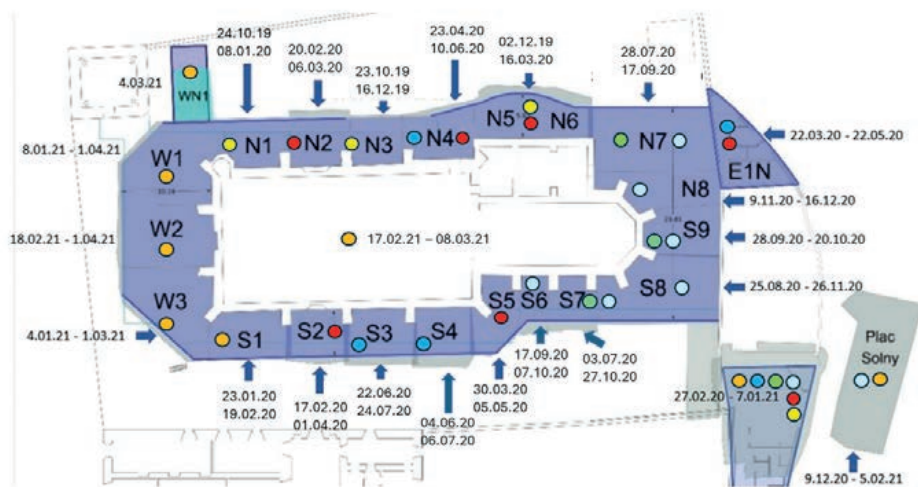 24.10.19
08.01.20
20.02.20
06.03.20
23.10.19
16.12.19
23.04.20
10.06.20
02.12.19
16.03.20
28.07.20
17.09.20
4.03.21
WN1
N1
N2
N3
N4
N5
N6
N7
22.03.20 - 22.05.20
E1N
8.01.21 - 1.04.21
W1
N8
9.11.20 - 16.12.20
18.02.21 - 1.04.21
W2
17.02.21 – 08.03.21
S9
28.09.20 - 20.10.20
W3
S5
S6
S7
S8
25.08.20 - 26.11.20
4.01.21 - 1.03.21
S1
S2
S3
S4
Plac
Solny
23.01.20
19.02.20
17.02.20
01.04.20
22.06.20
24.07.20
04.06.20
06.07.20
30.03.20
05.05.20
17.09.20
07.10.20
03.07.20
27.10.20
27.02.20 - 7.01.21
9.12.20 - 5.02.21